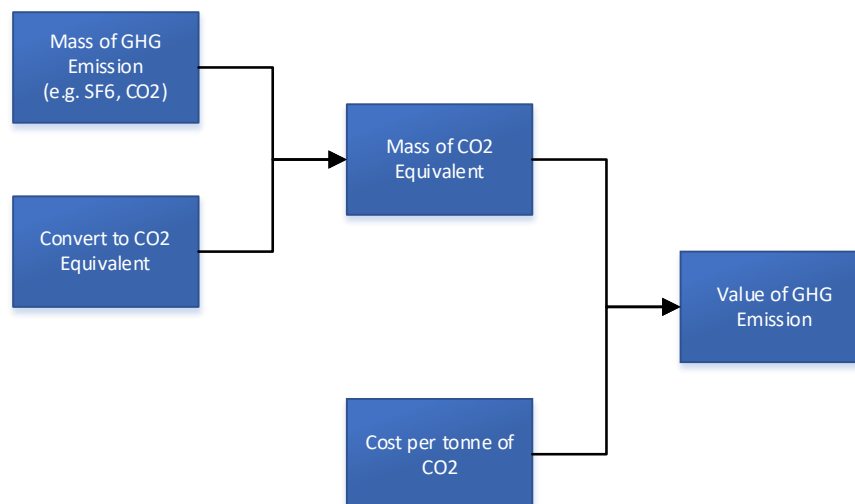 Mass of GHG
Emission
(e.g. SF6, CO2)
Convert to CO2
Equivalent
Mass of CO2
Equivalent
Cost per tonne of
CO2
Value of GHG
Emission